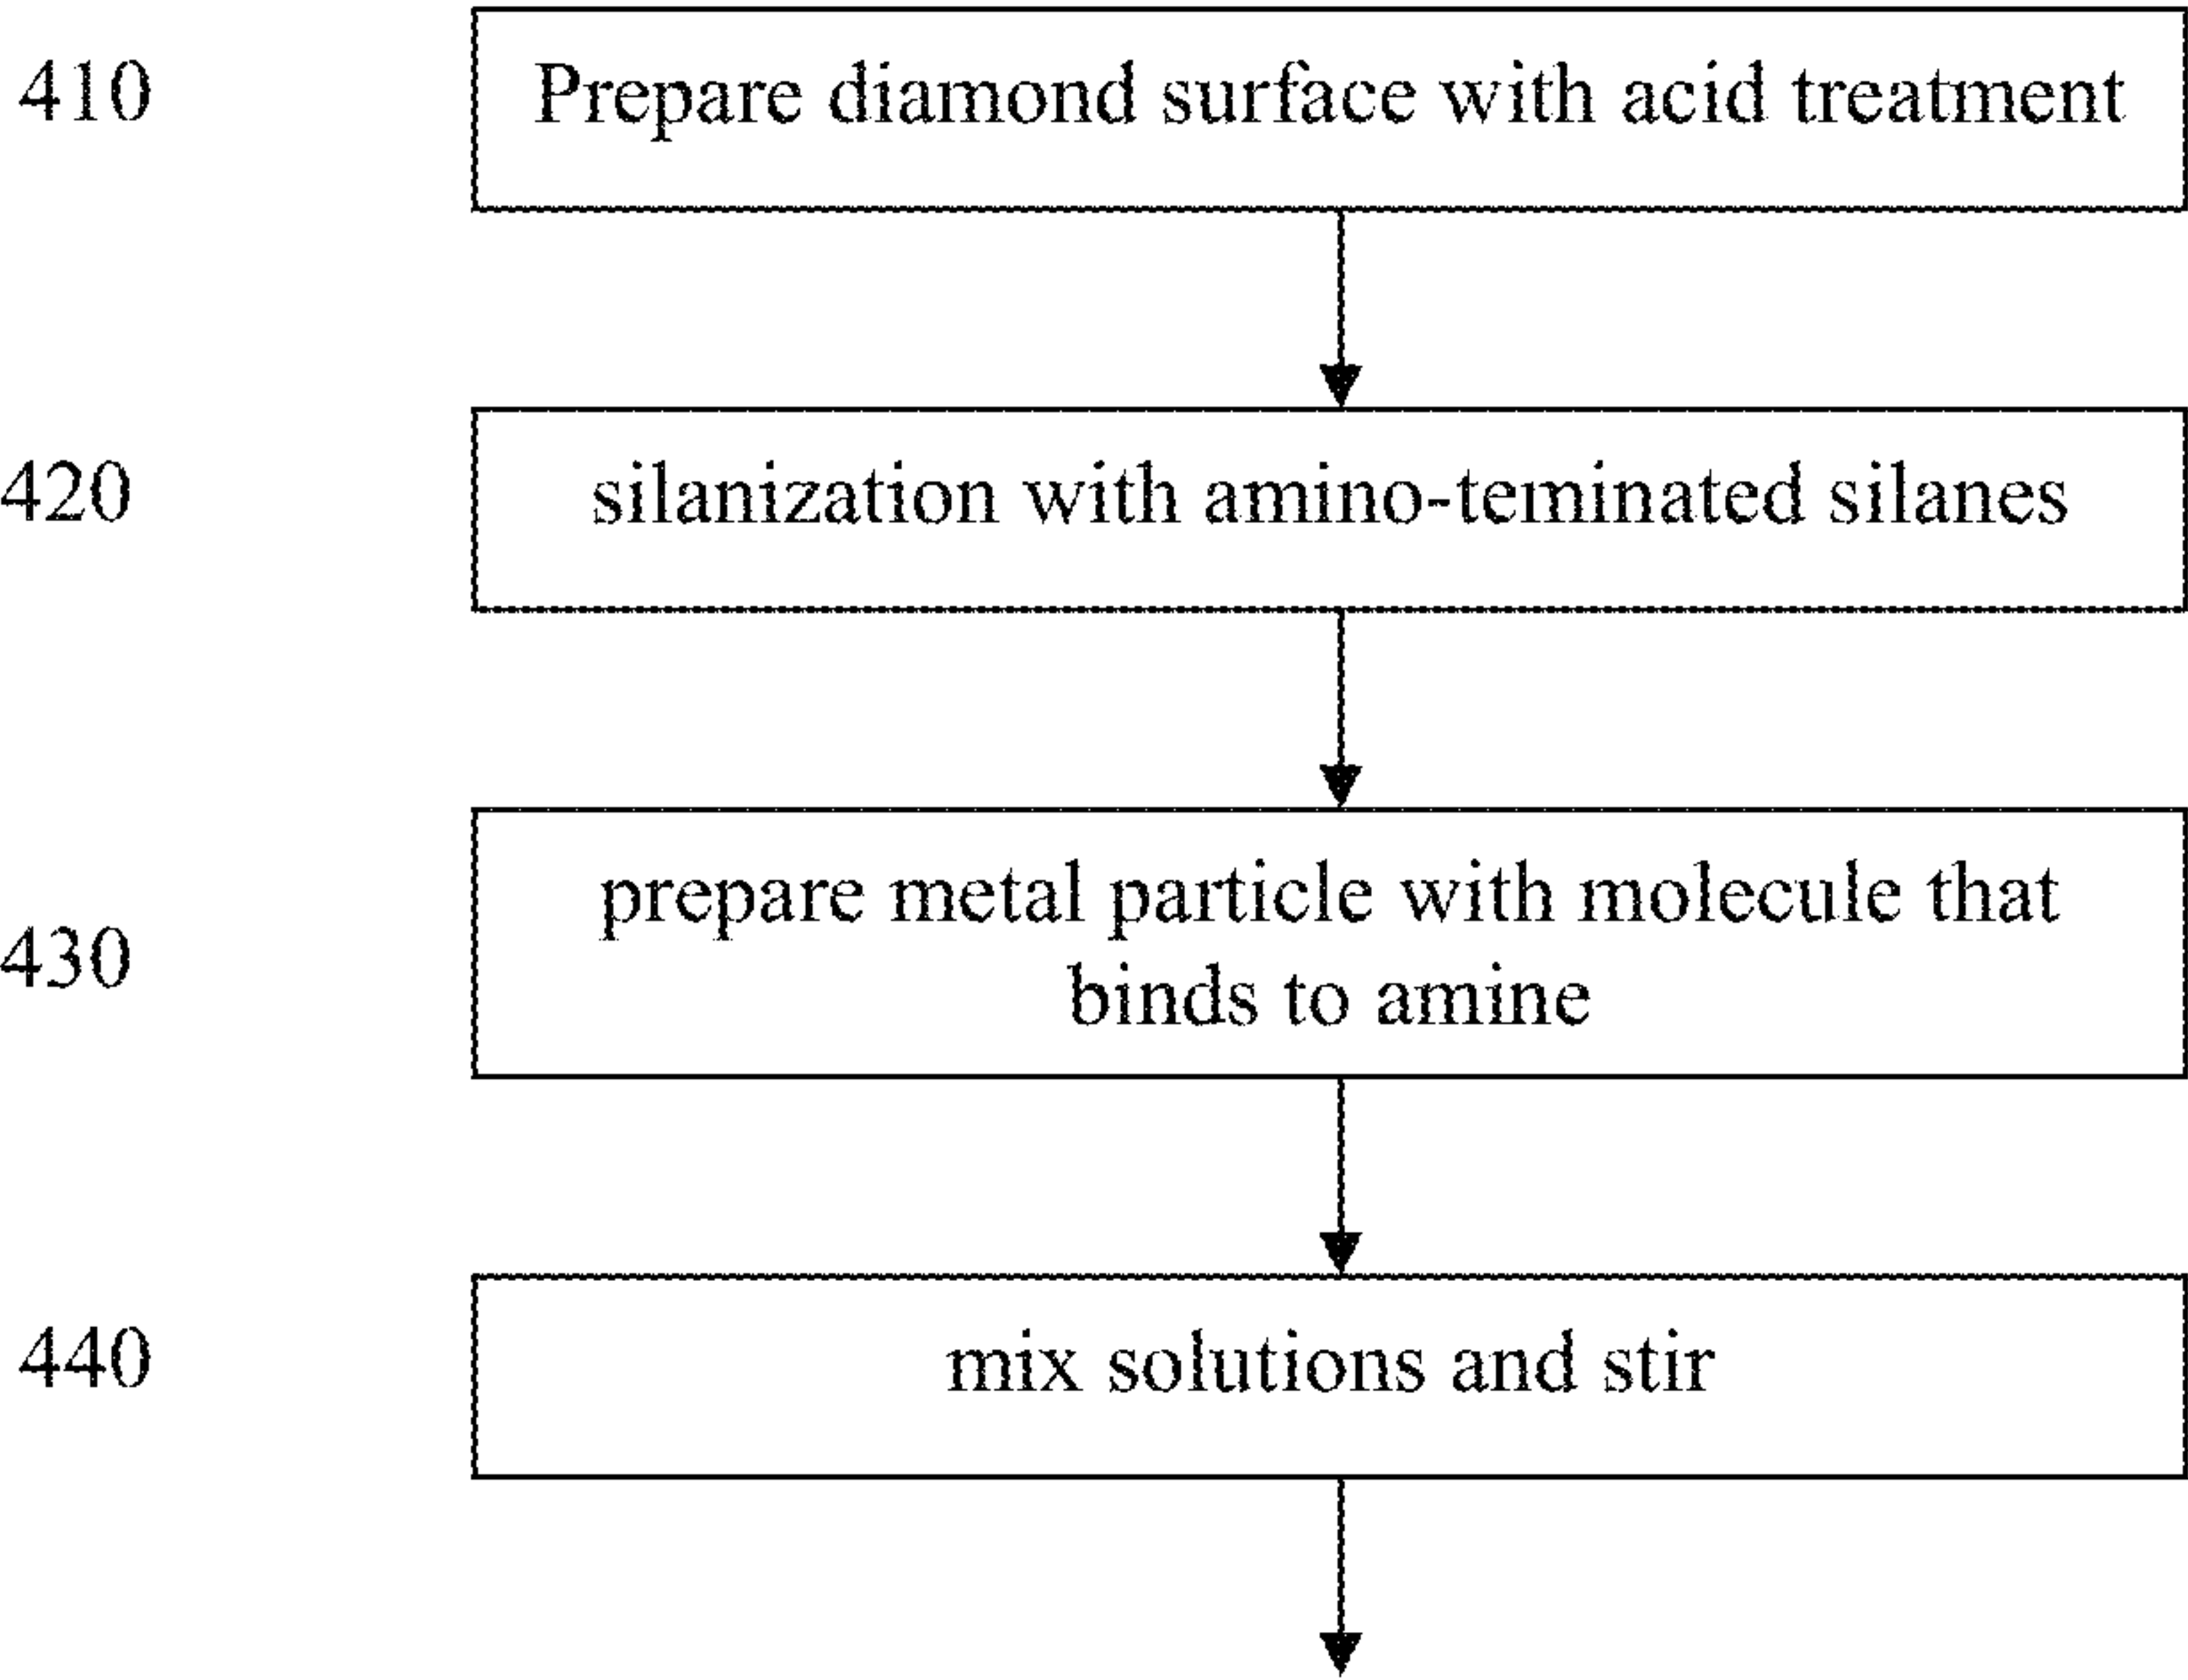 410 Prepare diamond surface with acid treatment
420 silanization with amino-teminated silanes
prepare metal particle with molecule that
430 binds to amine
440 mix solutions and stir